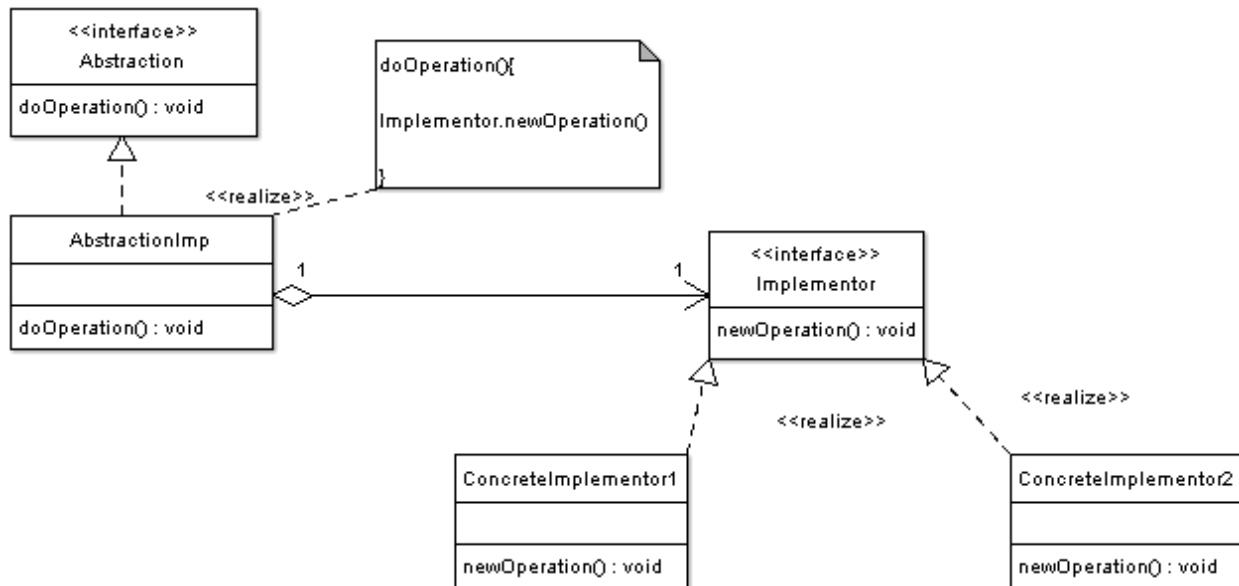 <<interface>>
Abstraction
doOperation() : void
doOperation(){
Implementor.newOperation()
}
<<realize>>
AbstractionImp
doOperation() : void
1
1
<<interface>>
Implementor
newOperation() : void
<<realize>>
<<realize>>
ConcreteImplementor1
newOperation() : void
ConcreteImplementor2
newOperation() : void